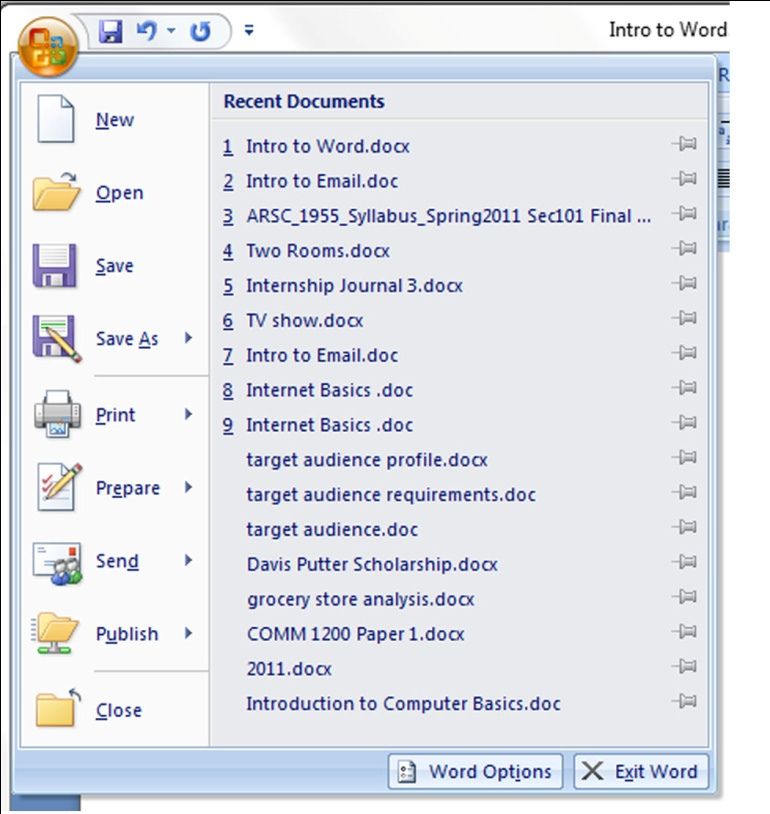 Intro to Word
New
Open
Save
Save As
Print
Prepare
Send
Publish
Close
Recent Documents
1 Intro to Word.docx
2 Intro to Email.doc
3 ARSC_1955_Syllabus_Spring2011 Sec101 Final ...
4 Two Rooms.docx
5 Internship Journal 3.docx
6 TV show.docx
7 Intro to Email.doc
8 Internet Basics .doc
9 Internet Basics .doc
target audience profile.docx
target audience requirements.doc
target audience.doc
Davis Putter Scholarship.docx
grocery store analysis.docx
COMM 1200 Paper 1.docx
2011.docx
Introduction to Computer Basics.doc
Word Options
Exit Word